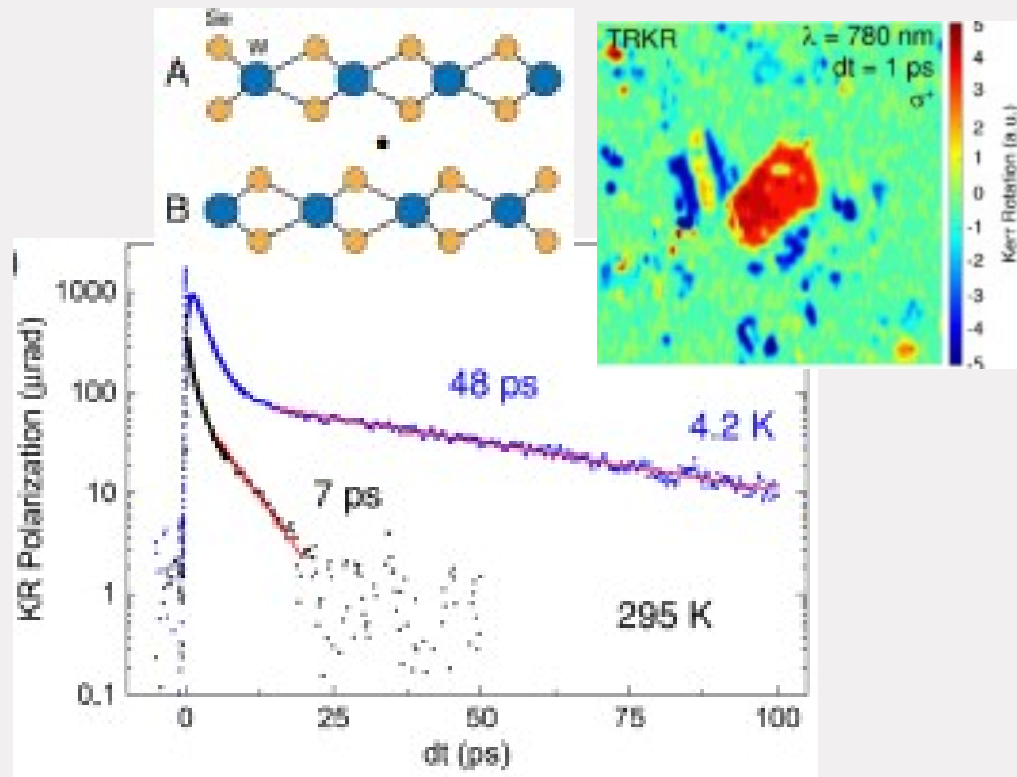 Se
W
A
B
TRKR
λ = 780 nm
dt = 1 ps
σ⁺
5
4
3
2
1
0
-1
-2
-3
-4
-5
Kerr Rotation (a.u.)
KR Polarization (μrad)
1000
100
10
1
0.1
48 ps
4.2 K
7 ps
295 K
0
25
50
75
100
dt (ps)